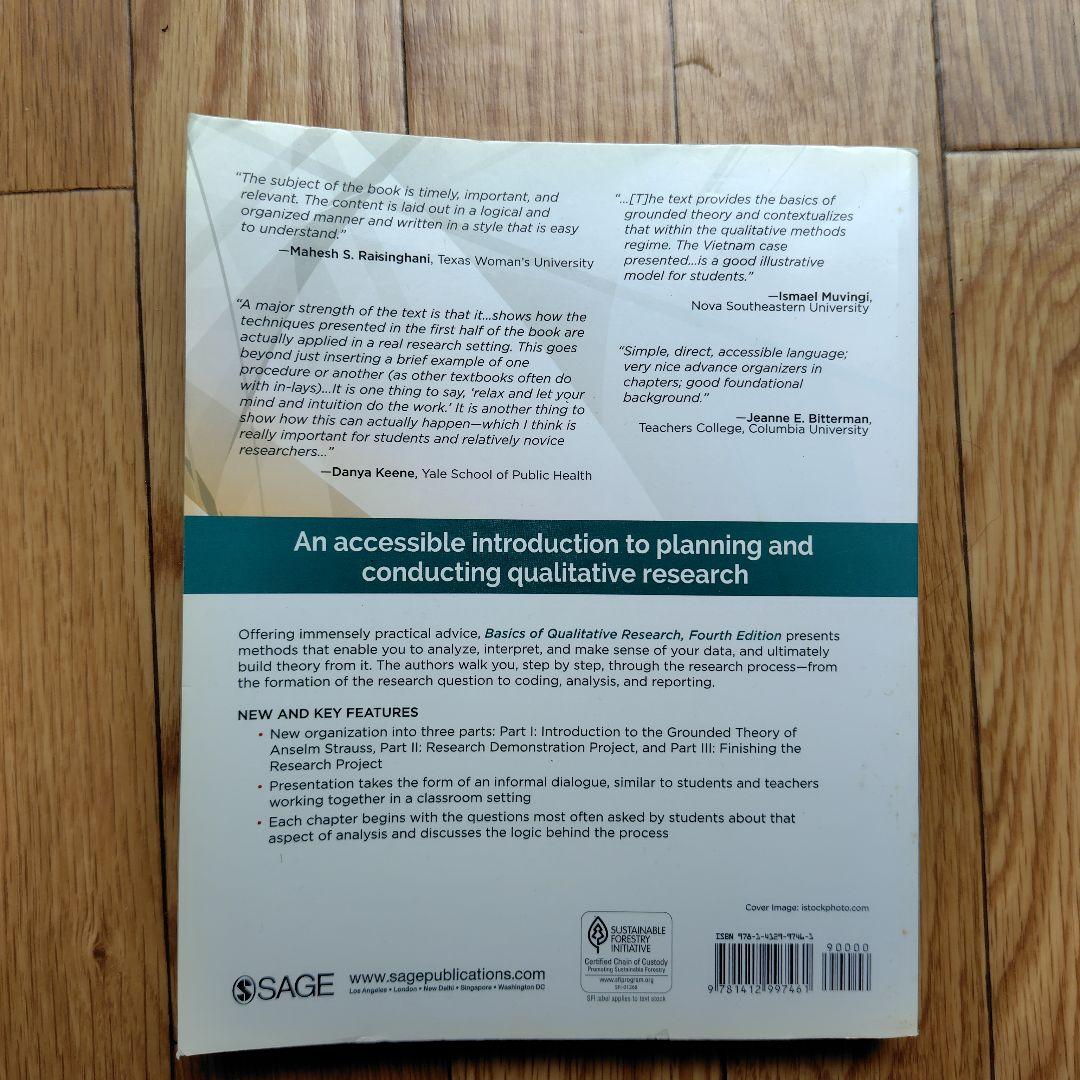 "The subject of the book is timely, important, and
relevant. The content is laid out in a logical and
organized manner and written in a style that is easy
to understand."
—Mahesh S. Raisinghani, Texas Woman's University
"A major strength of the text is that it...shows how the
techniques presented in the first half of the book are
actually applied in a real research setting. This goes
beyond just inserting a brief example of one
procedure or another (as other textbooks often do
with in-lays)...It is one thing to say, 'relax and let your
mind and intuition do the work.' It is another thing to
show how this can actually happen—which I think is
really important for students and relatively novice
researchers..."
—Danya Keene, Yale School of Public Health
"...[T]he text provides the basics of
grounded theory and contextualizes
that within the qualitative methods
regime. The Vietnam case
presented...is a good illustrative
model for students."
—Ismael Muvingi,
Nova Southeastern University
"Simple, direct, accessible language;
very nice advance organizers in
chapters; good foundational
background."
—Jeanne E. Bitterman,
Teachers College, Columbia University
An accessible introduction to planning and
conducting qualitative research
Offering immensely practical advice, Basics of Qualitative Research, Fourth Edition presents
methods that enable you to analyze, interpret, and make sense of your data, and ultimately
build theory from it. The authors walk you, step by step, through the research process—from
the formation of the research question to coding, analysis, and reporting.
NEW AND KEY FEATURES
• New organization into three parts: Part I: Introduction to the Grounded Theory of
Anselm Strauss, Part II: Research Demonstration Project, and Part III: Finishing the
Research Project
• Presentation takes the form of an informal dialogue, similar to students and teachers
working together in a classroom setting
• Each chapter begins with the questions most often asked by students about that
aspect of analysis and discusses the logic behind the process
Cover Image: istockphoto.com
SAGE
www.sagepublications.com
Los Angeles • London • New Delhi • Singapore • Washington DC
SUSTAINABLE
FORESTRY
INITIATIVE
Certified Chain of Custody
Promoting Sustainable Forestry
www.sfiprogram.org
SFI-01268
SFI label applies to text stock
ISBN 978-1-4129-9746-1
90000
9 781412 997461